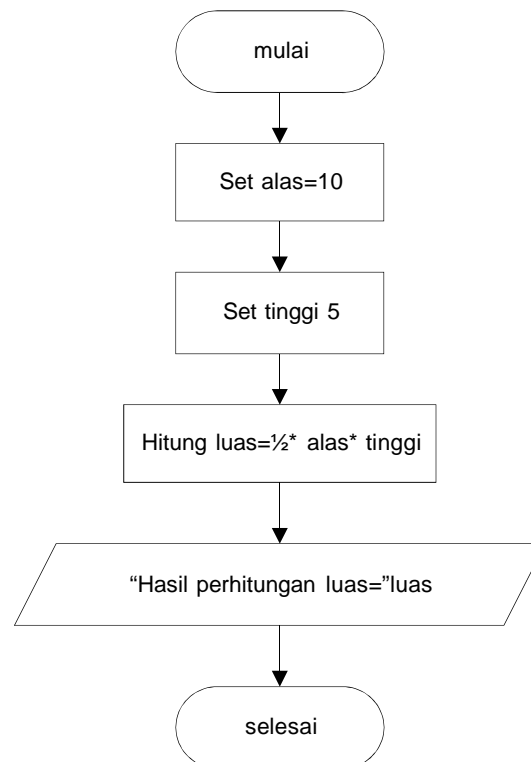 mulai
Set alas=10
Set tinggi 5
Hitung luas=½* alas* tinggi
“Hasil perhitungan luas=”luas
selesai